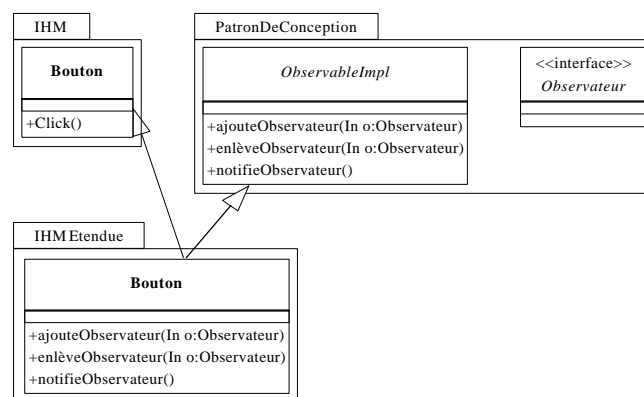 IHM
Bouton
+Click()
PatronDeConception
ObservableImpl
+ajouteObservateur(In o:Observateur)
+enlèveObservateur(In o:Observateur)
+notifieObservateur()
<<interface>>
Observateur
IHM Etendue
Bouton
+ajouteObservateur(In o:Observateur)
+enlèveObservateur(In o:Observateur)
+notifieObservateur()